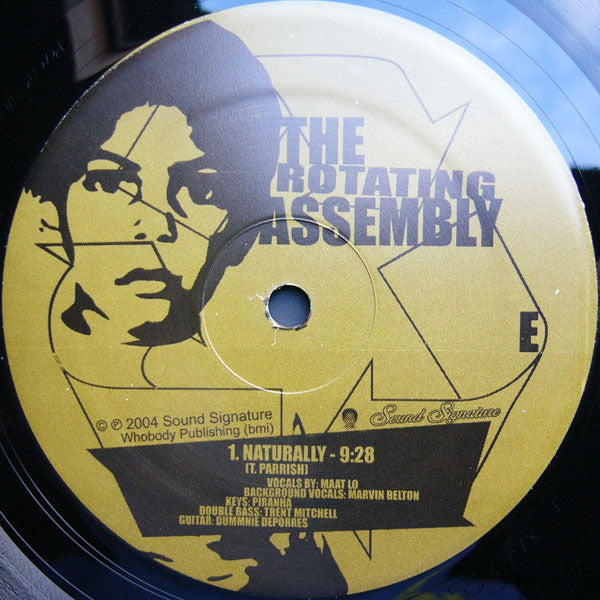 THE
ROTATING
ASSEMBLY
E
© ℗ 2004 Sound Signature
Whobody Publishing (bmi)
Sound Signature
1. NATURALLY - 9:28
(T. PARRISH)
VOCALS BY: MAAT LO
BACKGROUND VOCALS: MARVIN BELTON
KEYS: PIRANHA
DOUBLE BASS: TRENT MITCHELL
GUITAR: DUMMNIE DEPORRES